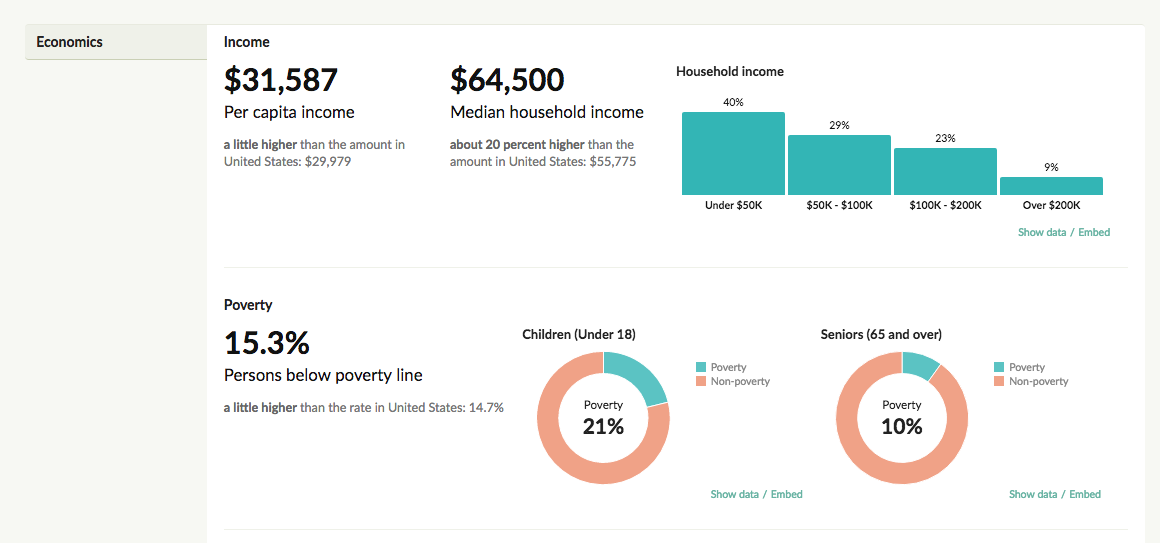 Economics
Income
$31,587
Per capita income
a little higher than the amount in
United States: $29,979
$64,500
Median household income
about 20 percent higher than the
amount in United States: $55,775
Household income
40%
29%
23%
9%
Under $50K
$50K - $100K
$100K - $200K
Over $200K
Show data / Embed
Poverty
15.3%
Persons below poverty line
a little higher than the rate in United States: 14.7%
Children (Under 18)
Poverty
21%
Poverty
Non-poverty
Show data / Embed
Seniors (65 and over)
Poverty
10%
Poverty
Non-poverty
Show data / Embed